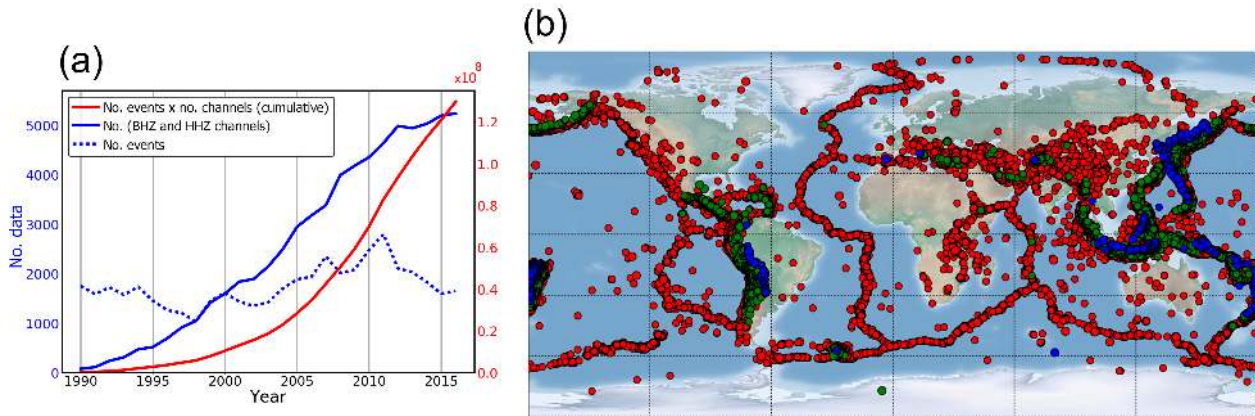 (a)
(b)
×10⁸
No. events x no. channels (cumulative)
No. (BHZ and HHZ channels)
No. events
No. data
5000
4000
3000
2000
1000
0
1.2
1.0
0.8
0.6
0.4
0.2
0.0
1990
1995
2000
2005
2010
2015
Year